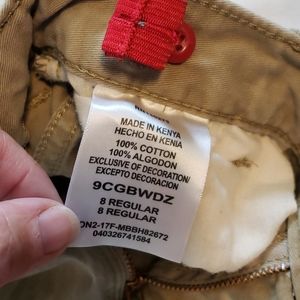 MADE IN KENYA
HECHO EN KENIA
100% COTTON
100% ALGODON
EXCLUSIVE OF DECORATION/
EXCEPTO DECORACION
9CGBWDZ
8 REGULAR
8 REGULAR
ON2-17F-MBBH82672
040326741584